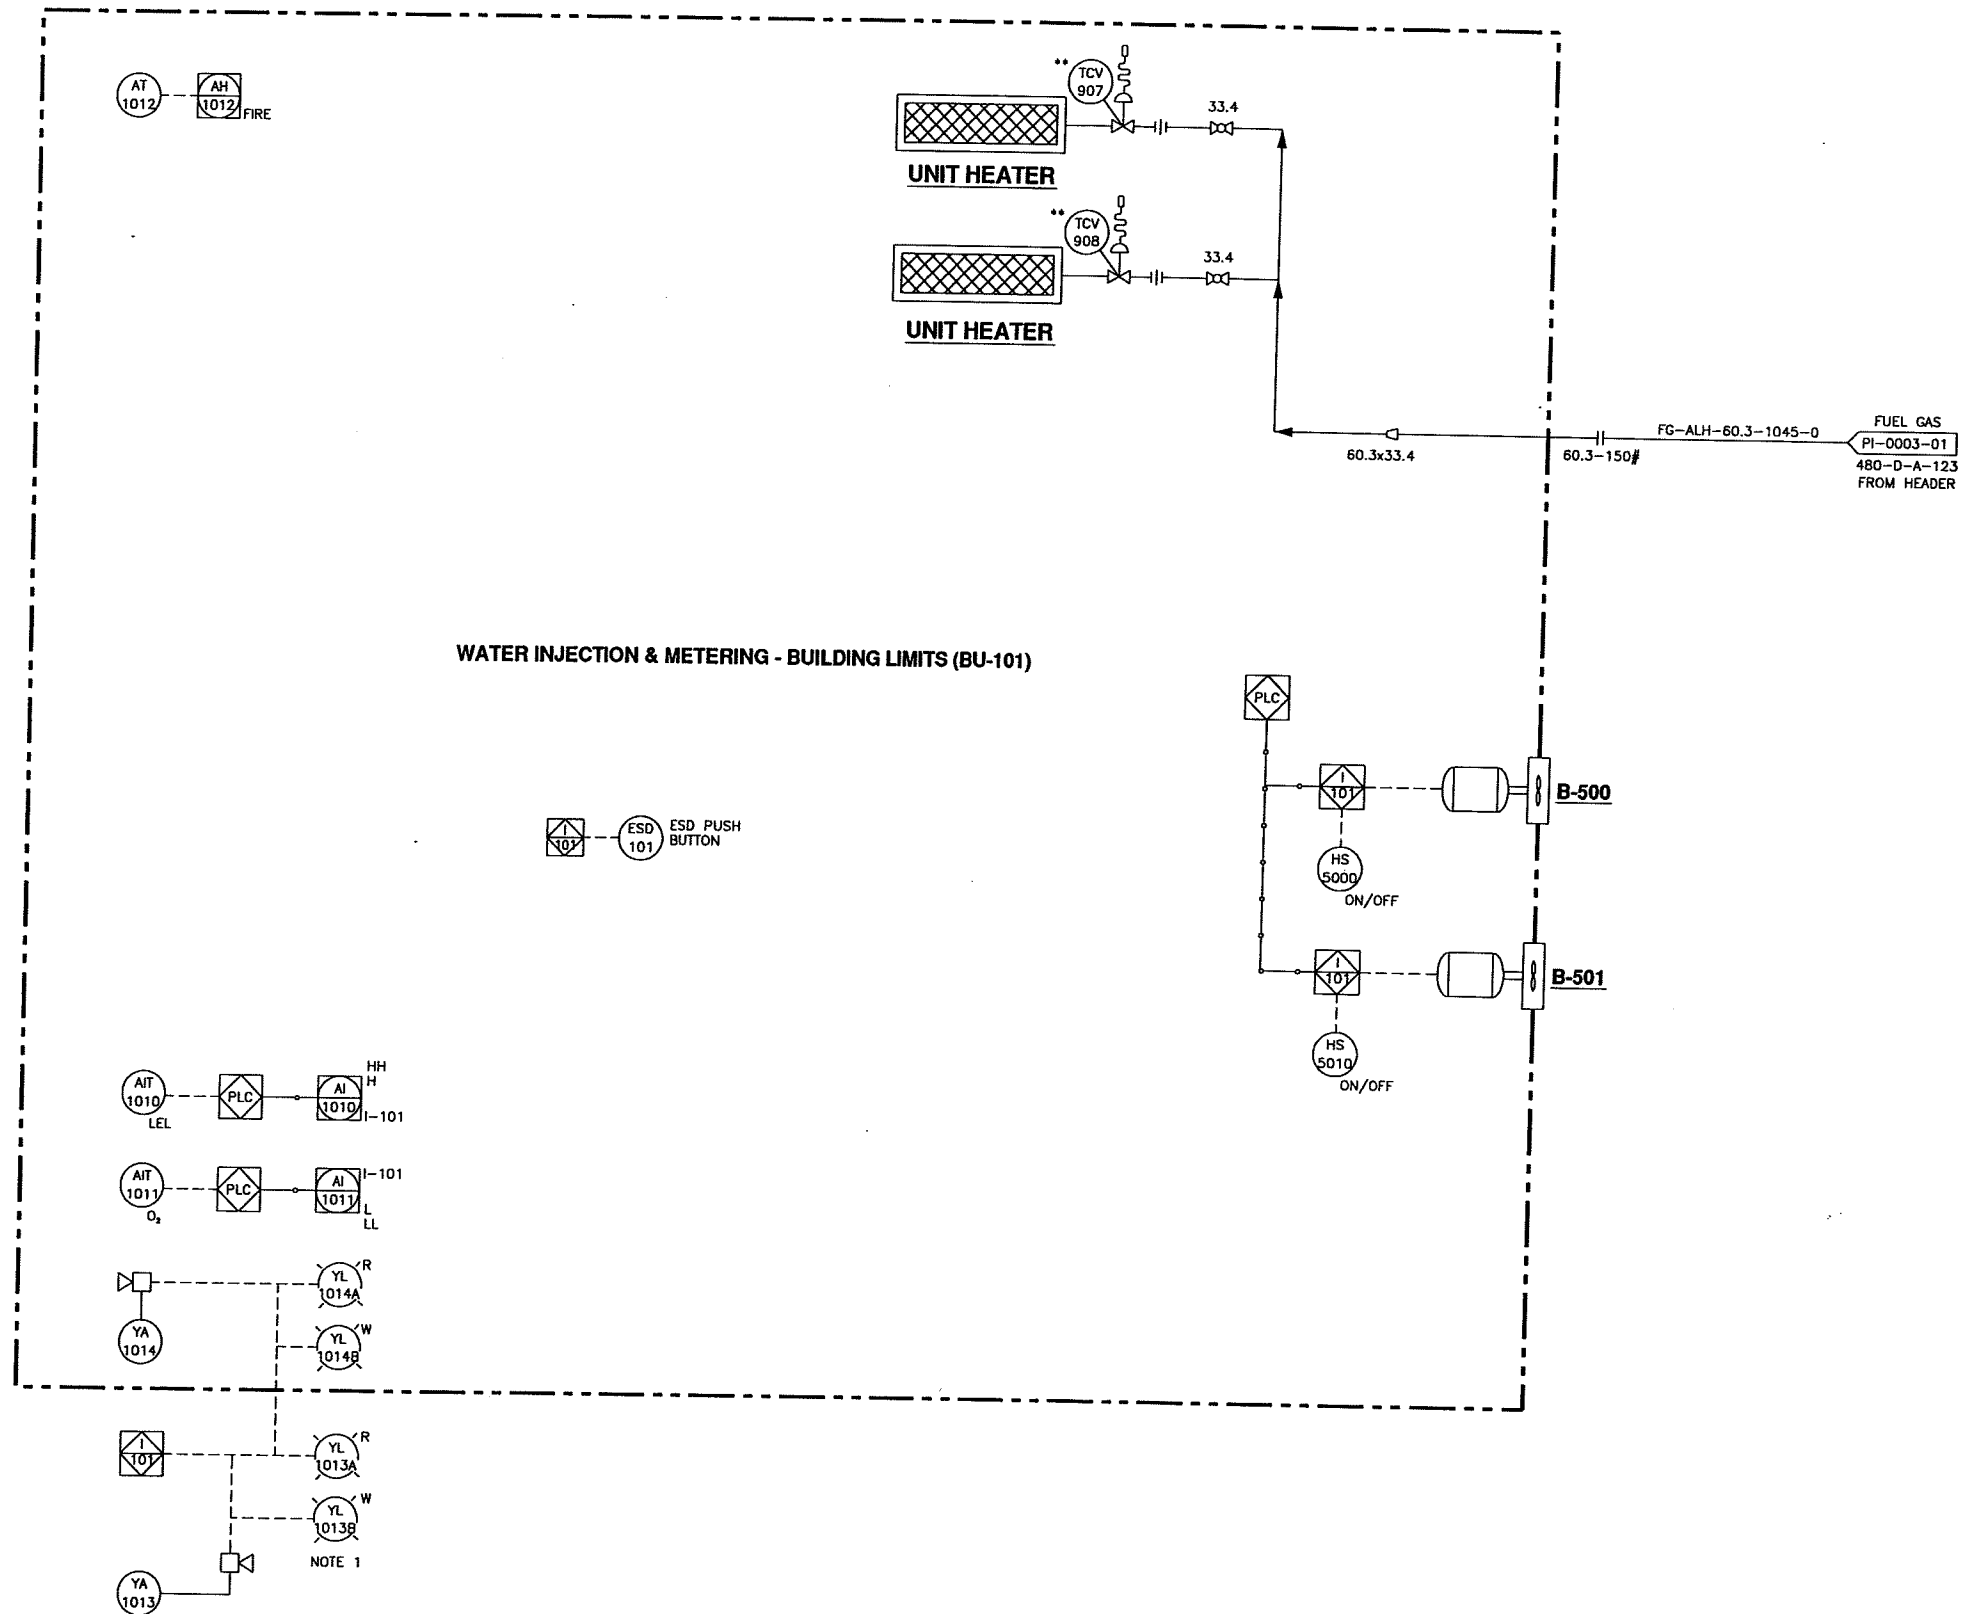 AT
1012
AH
1012
FIRE
**
TCV
907
33.4
UNIT HEATER
**
TCV
908
33.4
UNIT HEATER
60.3x33.4
60.3-150#
FG-ALH-60.3-1045-0
FUEL GAS
PI-0003-01
480-D-A-123
FROM HEADER
WATER INJECTION & METERING - BUILDING LIMITS (BU-101)
PLC
I
101
B-500
HS
5000
ON/OFF
I
101
ESD
101
ESD PUSH
BUTTON
I
101
B-501
HS
5010
ON/OFF
AIT
1010
LEL
PLC
AI
1010
HH
H
I-101
AIT
1011
O₂
PLC
AI
1011
I-101
L
LL
YL
1014A
R
YA
1014
YL
1014B
W
I
101
YL
1013A
R
YL
1013B
W
NOTE 1
YA
1013